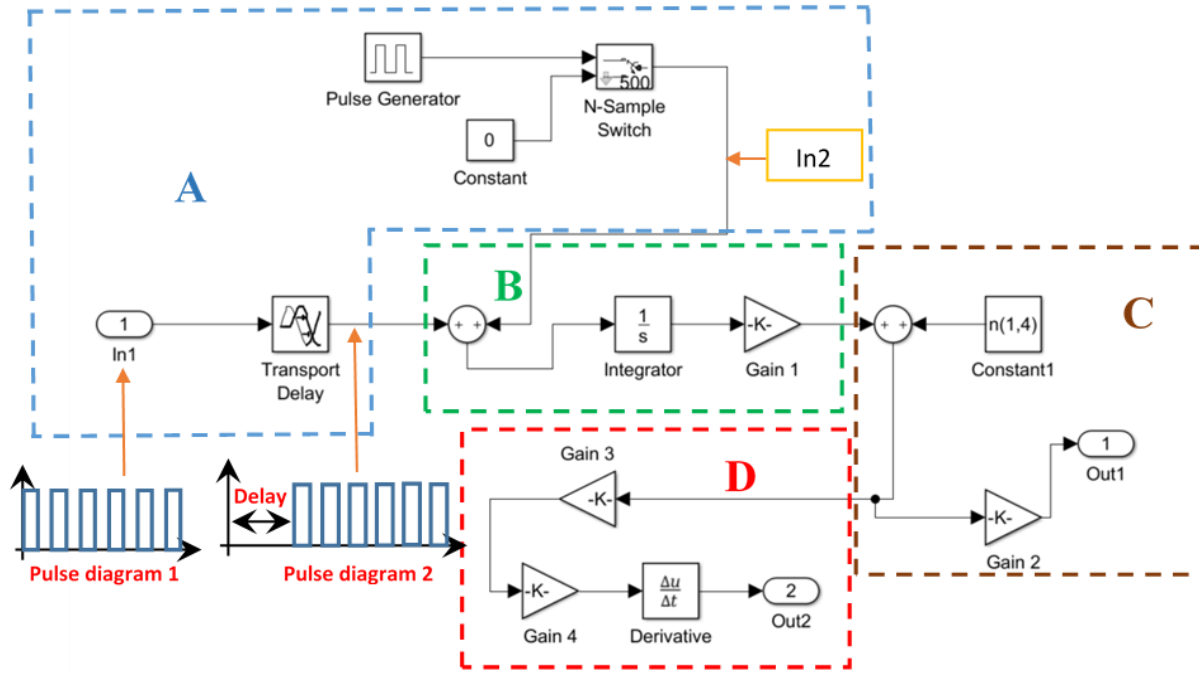 Pulse Generator
500
N-Sample
Switch
0
Constant
In2
A
B
C
1
In1
Transport
Delay
+ +
1
s
Integrator
-K-
Gain 1
+ +
n(1,4)
Constant1
Gain 3
-K-
D
1
Out1
-K-
Gain 2
Delay
Pulse diagram 1
Pulse diagram 2
-K-
Gain 4
Δu
Δt
Derivative
2
Out2